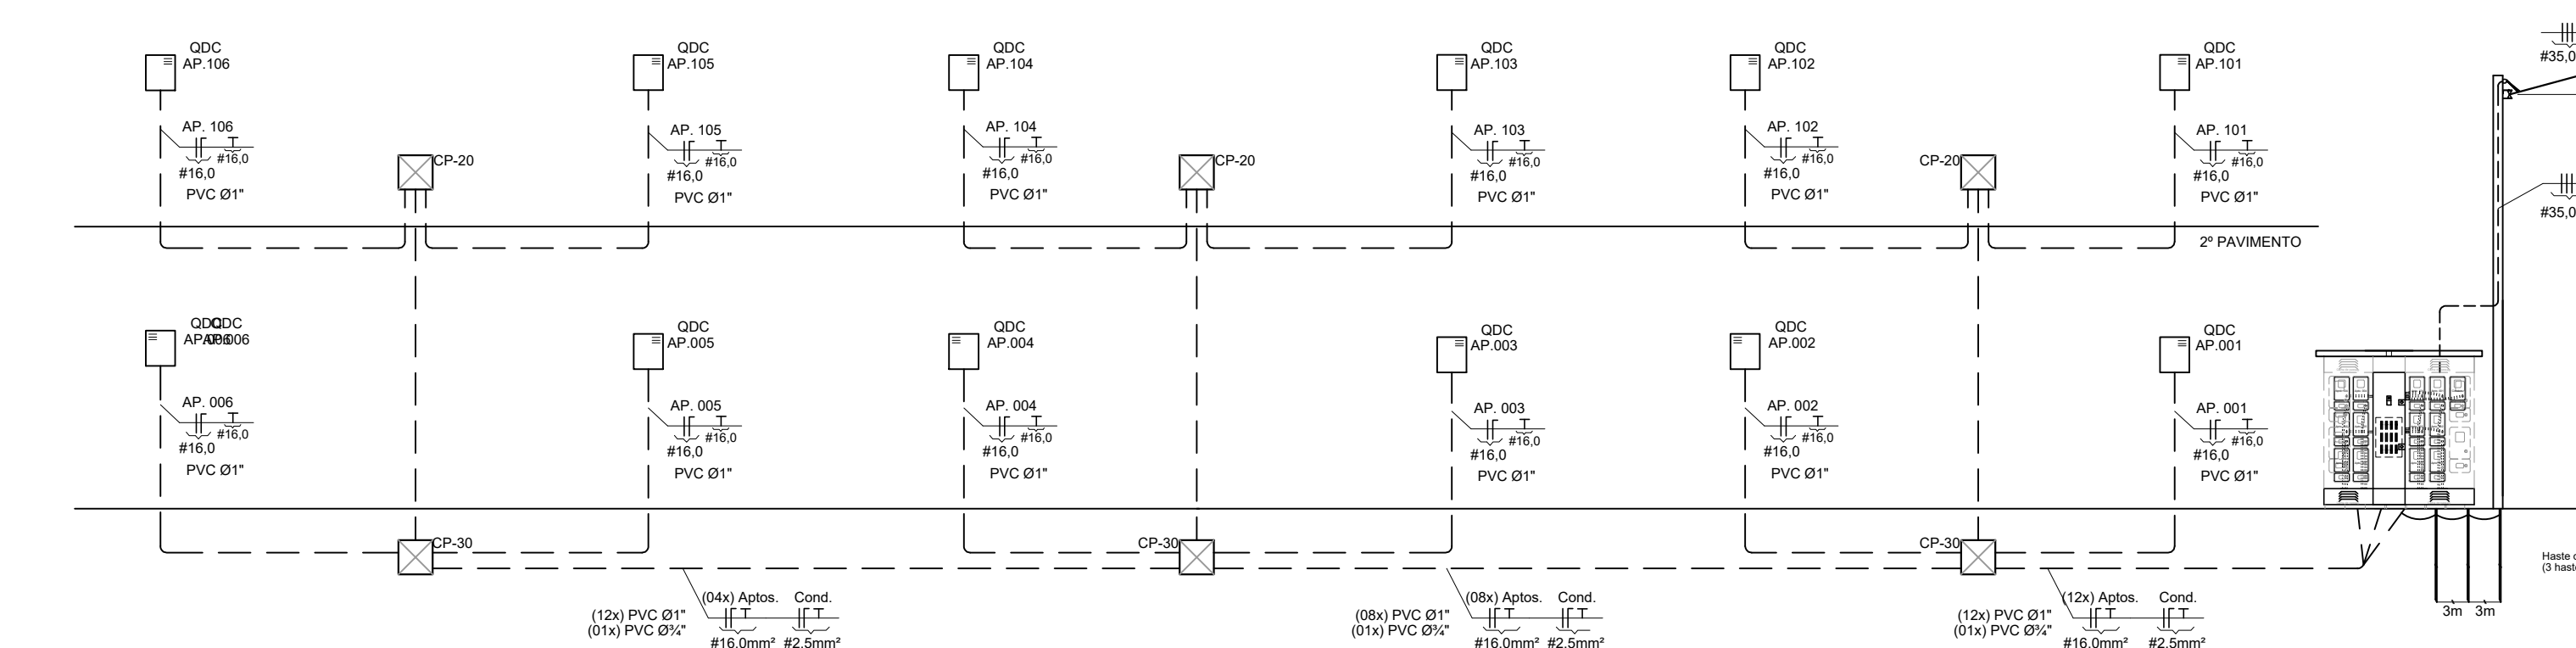 QDC
AP.106
QDC
AP.105
QDC
AP.104
QDC
AP.103
QDC
AP.102
QDC
AP.101
#35,0
AP. 106
#16,0
#16,0
PVC Ø1"
CP-20
AP. 105
#16,0
#16,0
PVC Ø1"
AP. 104
#16,0
#16,0
PVC Ø1"
CP-20
AP. 103
#16,0
#16,0
PVC Ø1"
AP. 102
#16,0
#16,0
PVC Ø1"
CP-20
AP. 101
#16,0
#16,0
PVC Ø1"
#35,0
2º PAVIMENTO
QDC
QDC
AP.006
QDC
AP.005
QDC
AP.004
QDC
AP.003
QDC
AP.002
QDC
AP.001
AP. 006
#16,0
#16,0
PVC Ø1"
AP. 005
#16,0
#16,0
PVC Ø1"
AP. 004
#16,0
#16,0
PVC Ø1"
AP. 003
#16,0
#16,0
PVC Ø1"
AP. 002
#16,0
#16,0
PVC Ø1"
AP. 001
#16,0
#16,0
PVC Ø1"
CP-30
CP-30
CP-30
Haste
(3
(04x) Aptos. Cond.
(12x) PVC Ø1"
(01x) PVC Ø¾"
#16,0mm² #2,5mm²
(08x) Aptos. Cond.
(08x) PVC Ø1"
(01x) PVC Ø¾"
#16,0mm² #2,5mm²
(12x) Aptos. Cond.
(12x) PVC Ø1"
(01x) PVC Ø¾"
#16,0mm² #2,5mm²
3m 3m